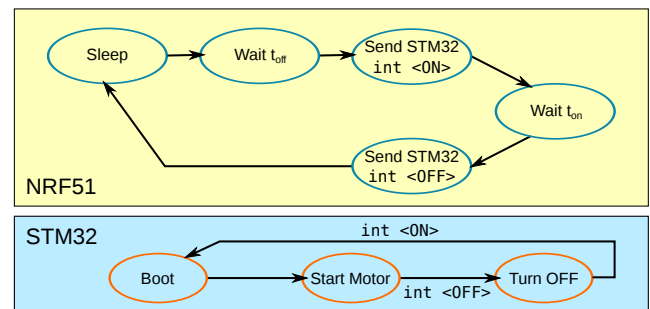 Sleep
Wait toff
Send STM32
int <ON>
Wait ton
Send STM32
int <OFF>
NRF51
STM32
int <ON>
Boot
Start Motor
int <OFF>
Turn OFF